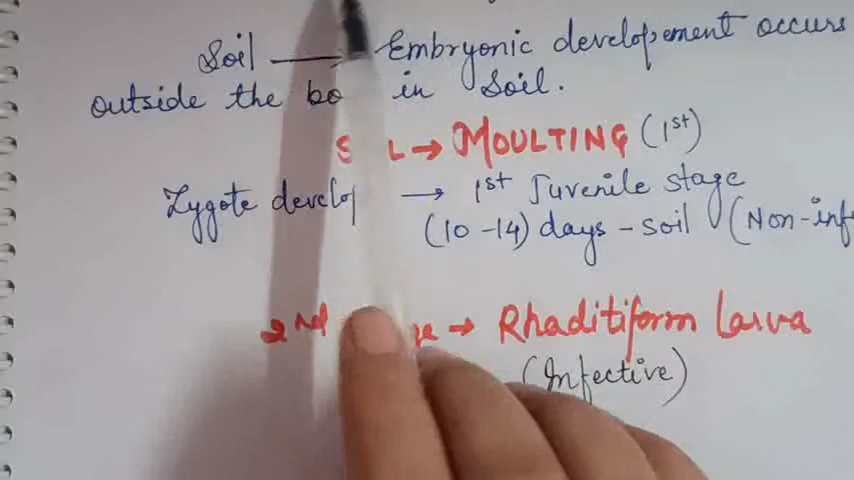 Soil — Embryonic developement occurs
outside the bo in Soil.
→ MOULTING (1st)
Zygote develop → 1st Juvenile stage
(10-14) days - soil (Non-inf
2nd → Rhaditiform Larva
(Infective)